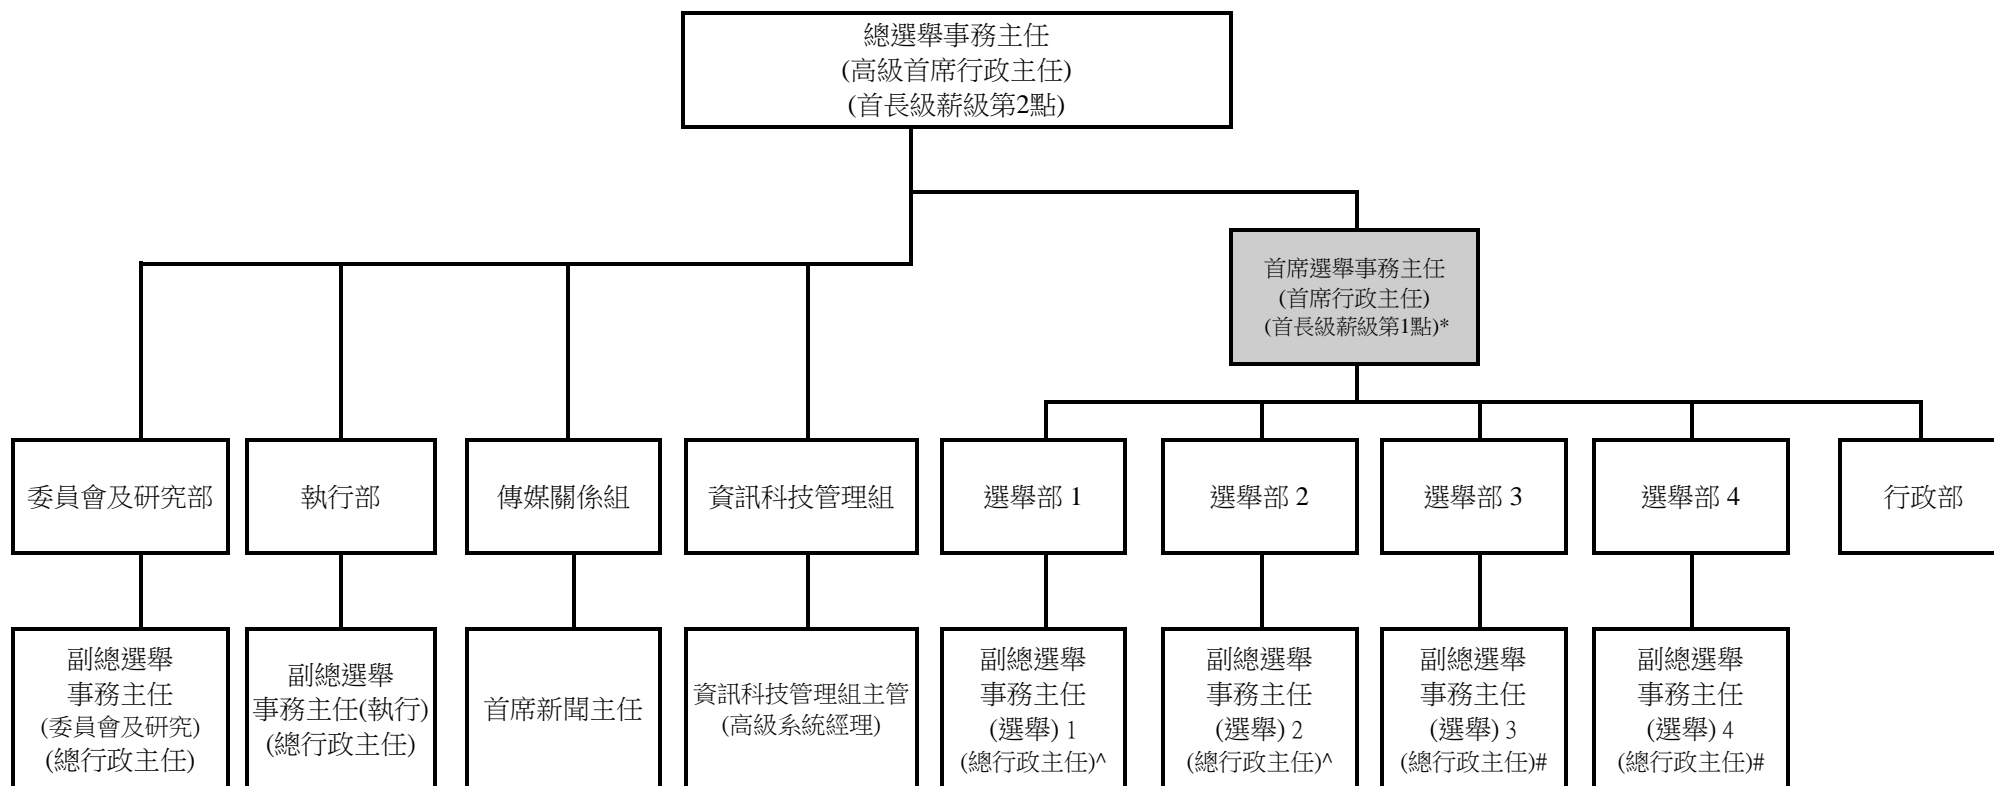 總選舉事務主任
(高級首席行政主任)
(首長級薪級第2點)
首席選舉事務主任
(首席行政主任)
(首長級薪級第1點)*
委員會及研究部
執行部
傳媒關係組
資訊科技管理組
選舉部 1
選舉部 2
選舉部 3
選舉部 4
行政部
副總選舉
事務主任
(委員會及研究)
(總行政主任)
副總選舉
事務主任(執行)
(總行政主任)
首席新聞主任
資訊科技管理組主管
(高級系統經理)
副總選舉
事務主任
(選舉) 1
(總行政主任)^
副總選舉
事務主任
(選舉) 2
(總行政主任)^
副總選舉
事務主任
(選舉) 3
(總行政主任)#
副總選舉
事務主任
(選舉) 4
(總行政主任)#